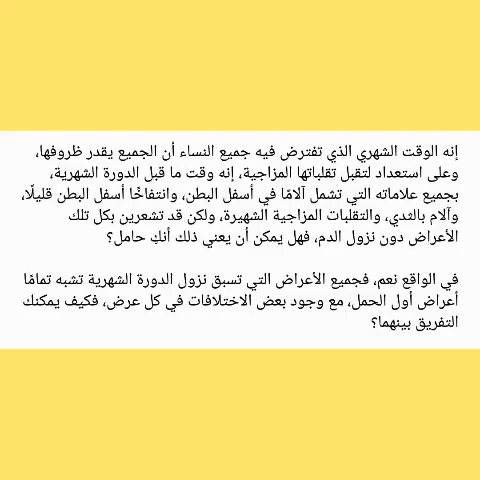 إنه الوقت الشهري الذي تفترض فيه جميع النساء أن الجميع يقدر ظروفها،
وعلى استعداد لتقبل تقلباتها المزاجية، إنه وقت ما قبل الدورة الشهرية،
بجميع علاماته التي تشمل آلامًا في أسفل البطن، وانتفاخًا أسفل البطن قليلًا،
وآلام بالثدي، والتقلبات المزاجية الشهيرة، ولكن قد تشعرين بكل تلك
الأعراض دون نزول الدم، فهل يمكن أن يعني ذلك أنكِ حامل؟
في الواقع نعم، فجميع الأعراض التي تسبق نزول الدورة الشهرية تشبه تمامًا
أعراض أول الحمل، مع وجود بعض الاختلافات في كل عرض، فكيف يمكنك
التفريق بينهما؟